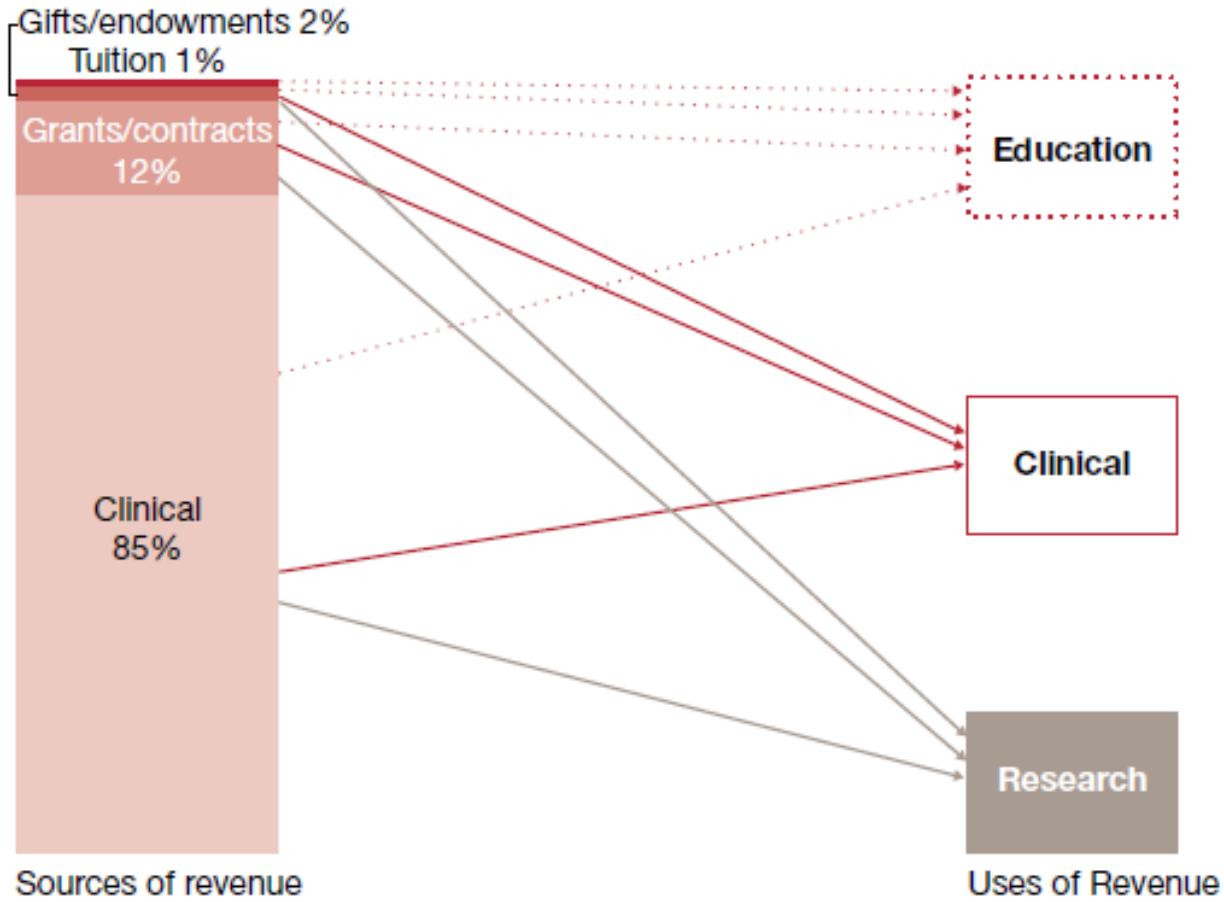 Gifts/endowments 2%
Tuition 1%
Grants/contracts
12%
Education
Clinical
Clinical
85%
Research
Sources of revenue
Uses of Revenue